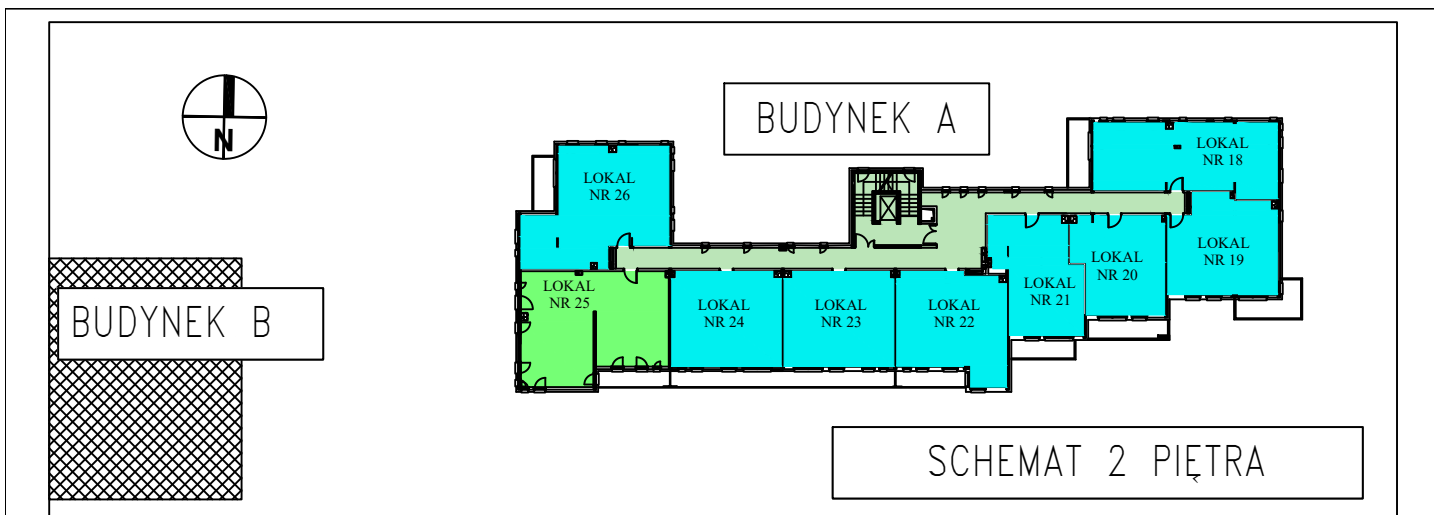 BUDYNEK A
N
LOKAL
NR 18
LOKAL
NR 26
LOKAL
NR 19
LOKAL
NR 20
LOKAL
NR 21
LOKAL
NR 25
LOKAL
NR 24
LOKAL
NR 23
LOKAL
NR 22
BUDYNEK B
SCHEMAT 2 PIĘTRA